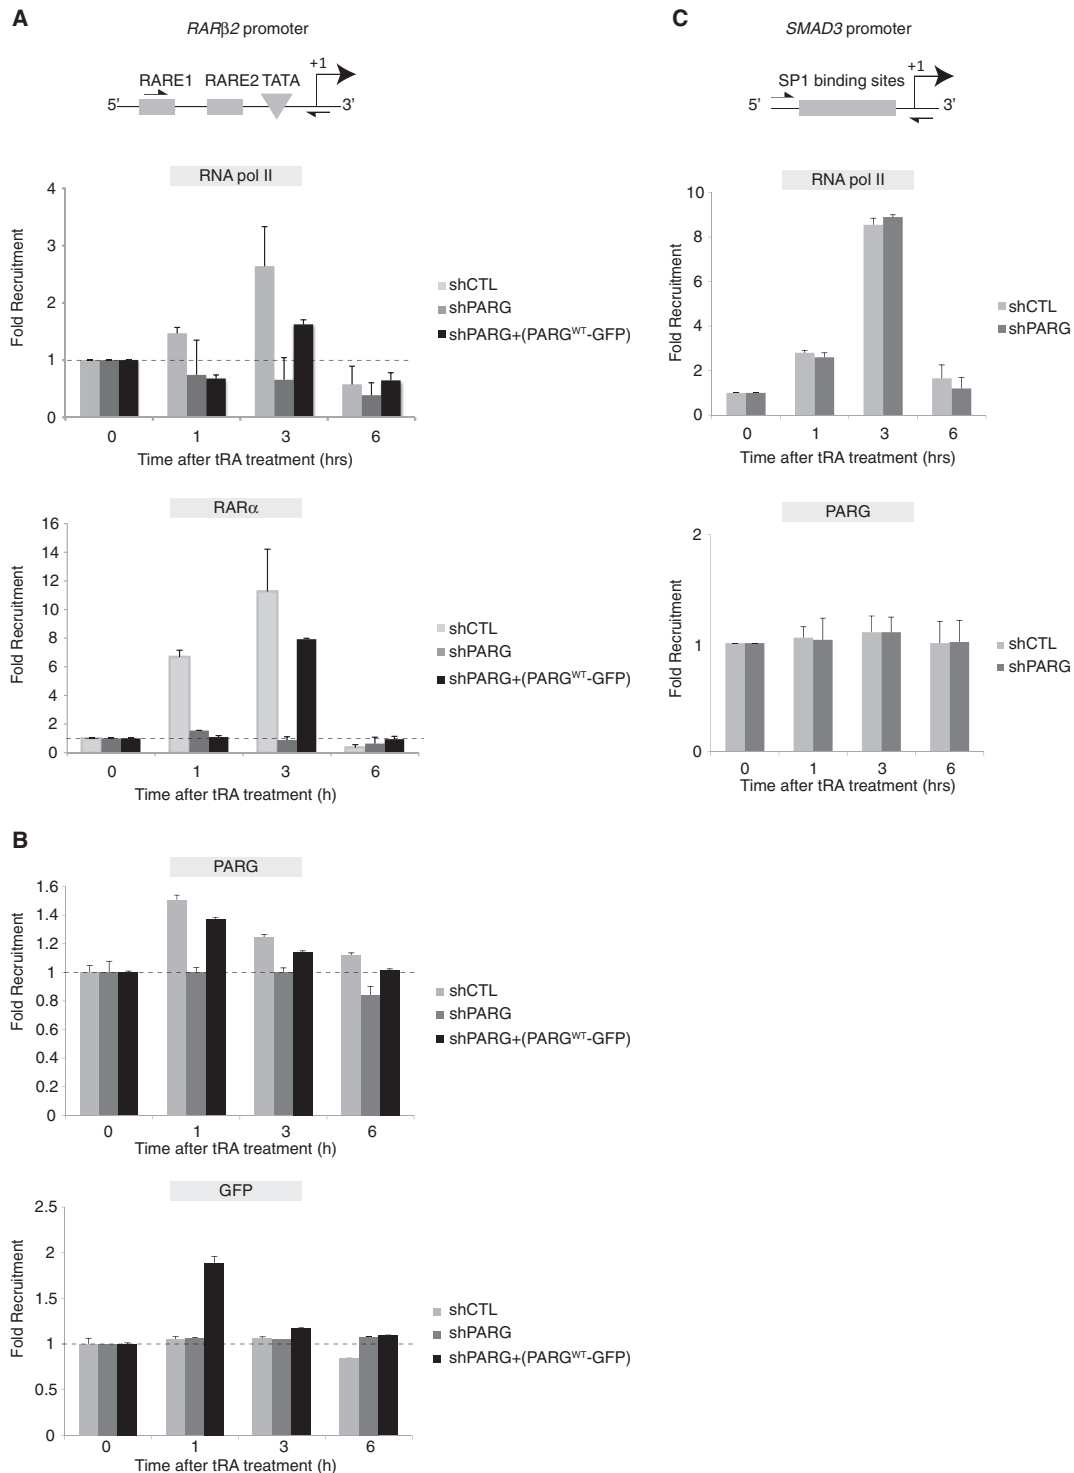 A
RARβ2 promoter
+1
RARE1 RARE2 TATA
5’ 3’
RNA pol II
4
3
2
1
0
Fold Recruitment
0 1 3 6
Time after tRA treatment (hrs)
shCTL
shPARG
shPARG+(PARGWT-GFP)
RARα
16
14
12
10
8
6
4
2
0
Fold Recruitment
0 1 3 6
Time after tRA treatment (h)
shCTL
shPARG
shPARG+(PARGWT-GFP)
B
PARG
1.6
1.4
1.2
1
0.8
0.6
0.4
0.2
0
Fold Recruitment
0 1 3 6
Time after tRA treatment (h)
shCTL
shPARG
shPARG+(PARGWT-GFP)
GFP
2.5
2
1.5
1
0.5
0
Fold Recruitment
0 1 3 6
Time after tRA treatment (h)
shCTL
shPARG
shPARG+(PARGWT-GFP)
C
SMAD3 promoter
+1
SP1 binding sites
5’ 3’
RNA pol II
10
8
6
4
2
0
Fold Recruitment
0 1 3 6
Time after tRA treatment (hrs)
shCTL
shPARG
PARG
2
1
0
Fold Recruitment
0 1 3 6
Time after tRA treatment (hrs)
shCTL
shPARG